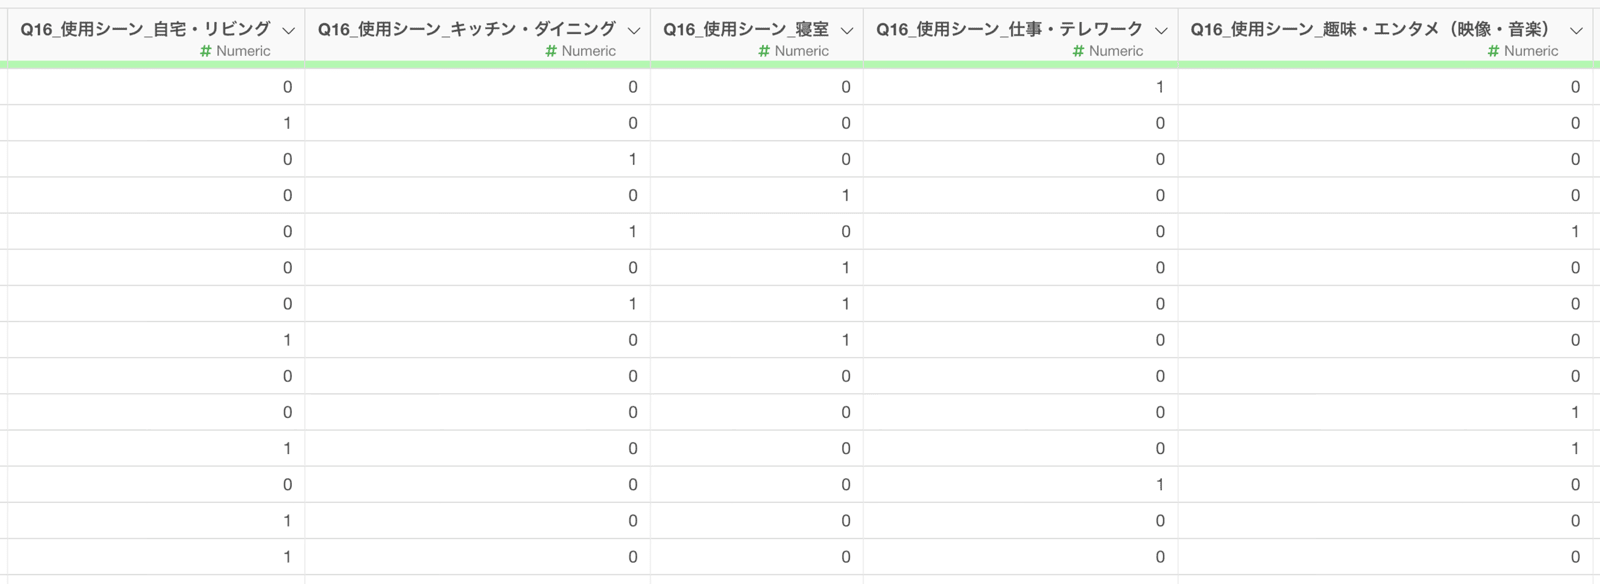 Q16_使用シーン_自宅・リビング Q16_使用シーン_キッチン・ダイニング Q16_使用シーン_寝室 Q16_使用シーン_仕事・テレワーク Q16_使用シーン_趣味・エンタメ（映像・音楽）
# Numeric # Numeric # Numeric # Numeric # Numeric
0 0 0 1 0
1 0 0 0 0
0 1 0 0 0
0 0 1 0 0
0 1 0 0 1
0 0 1 0 0
0 1 1 0 0
1 0 1 0 0
0 0 0 0 0
0 0 0 0 1
1 0 0 0 1
0 0 0 1 0
1 0 0 0 0
1 0 0 0 0